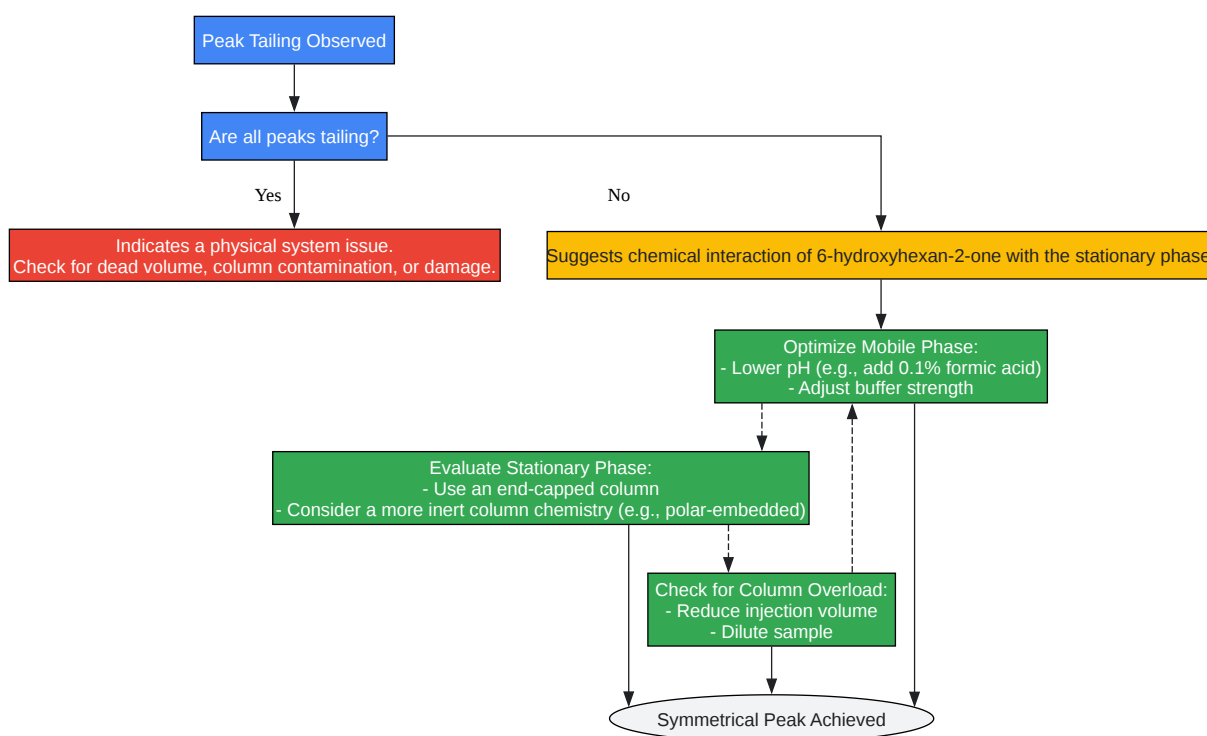 Peak Tailing Observed
Are all peaks tailing?
Yes
No
Indicates a physical system issue.
Check for dead volume, column contamination, or damage.
Suggests chemical interaction of 6-hydroxyhexan-2-one with the stationary phase
Optimize Mobile Phase:
- Lower pH (e.g., add 0.1% formic acid)
- Adjust buffer strength
Evaluate Stationary Phase:
- Use an end-capped column
- Consider a more inert column chemistry (e.g., polar-embedded)
Check for Column Overload:
- Reduce injection volume
- Dilute sample
Symmetrical Peak Achieved